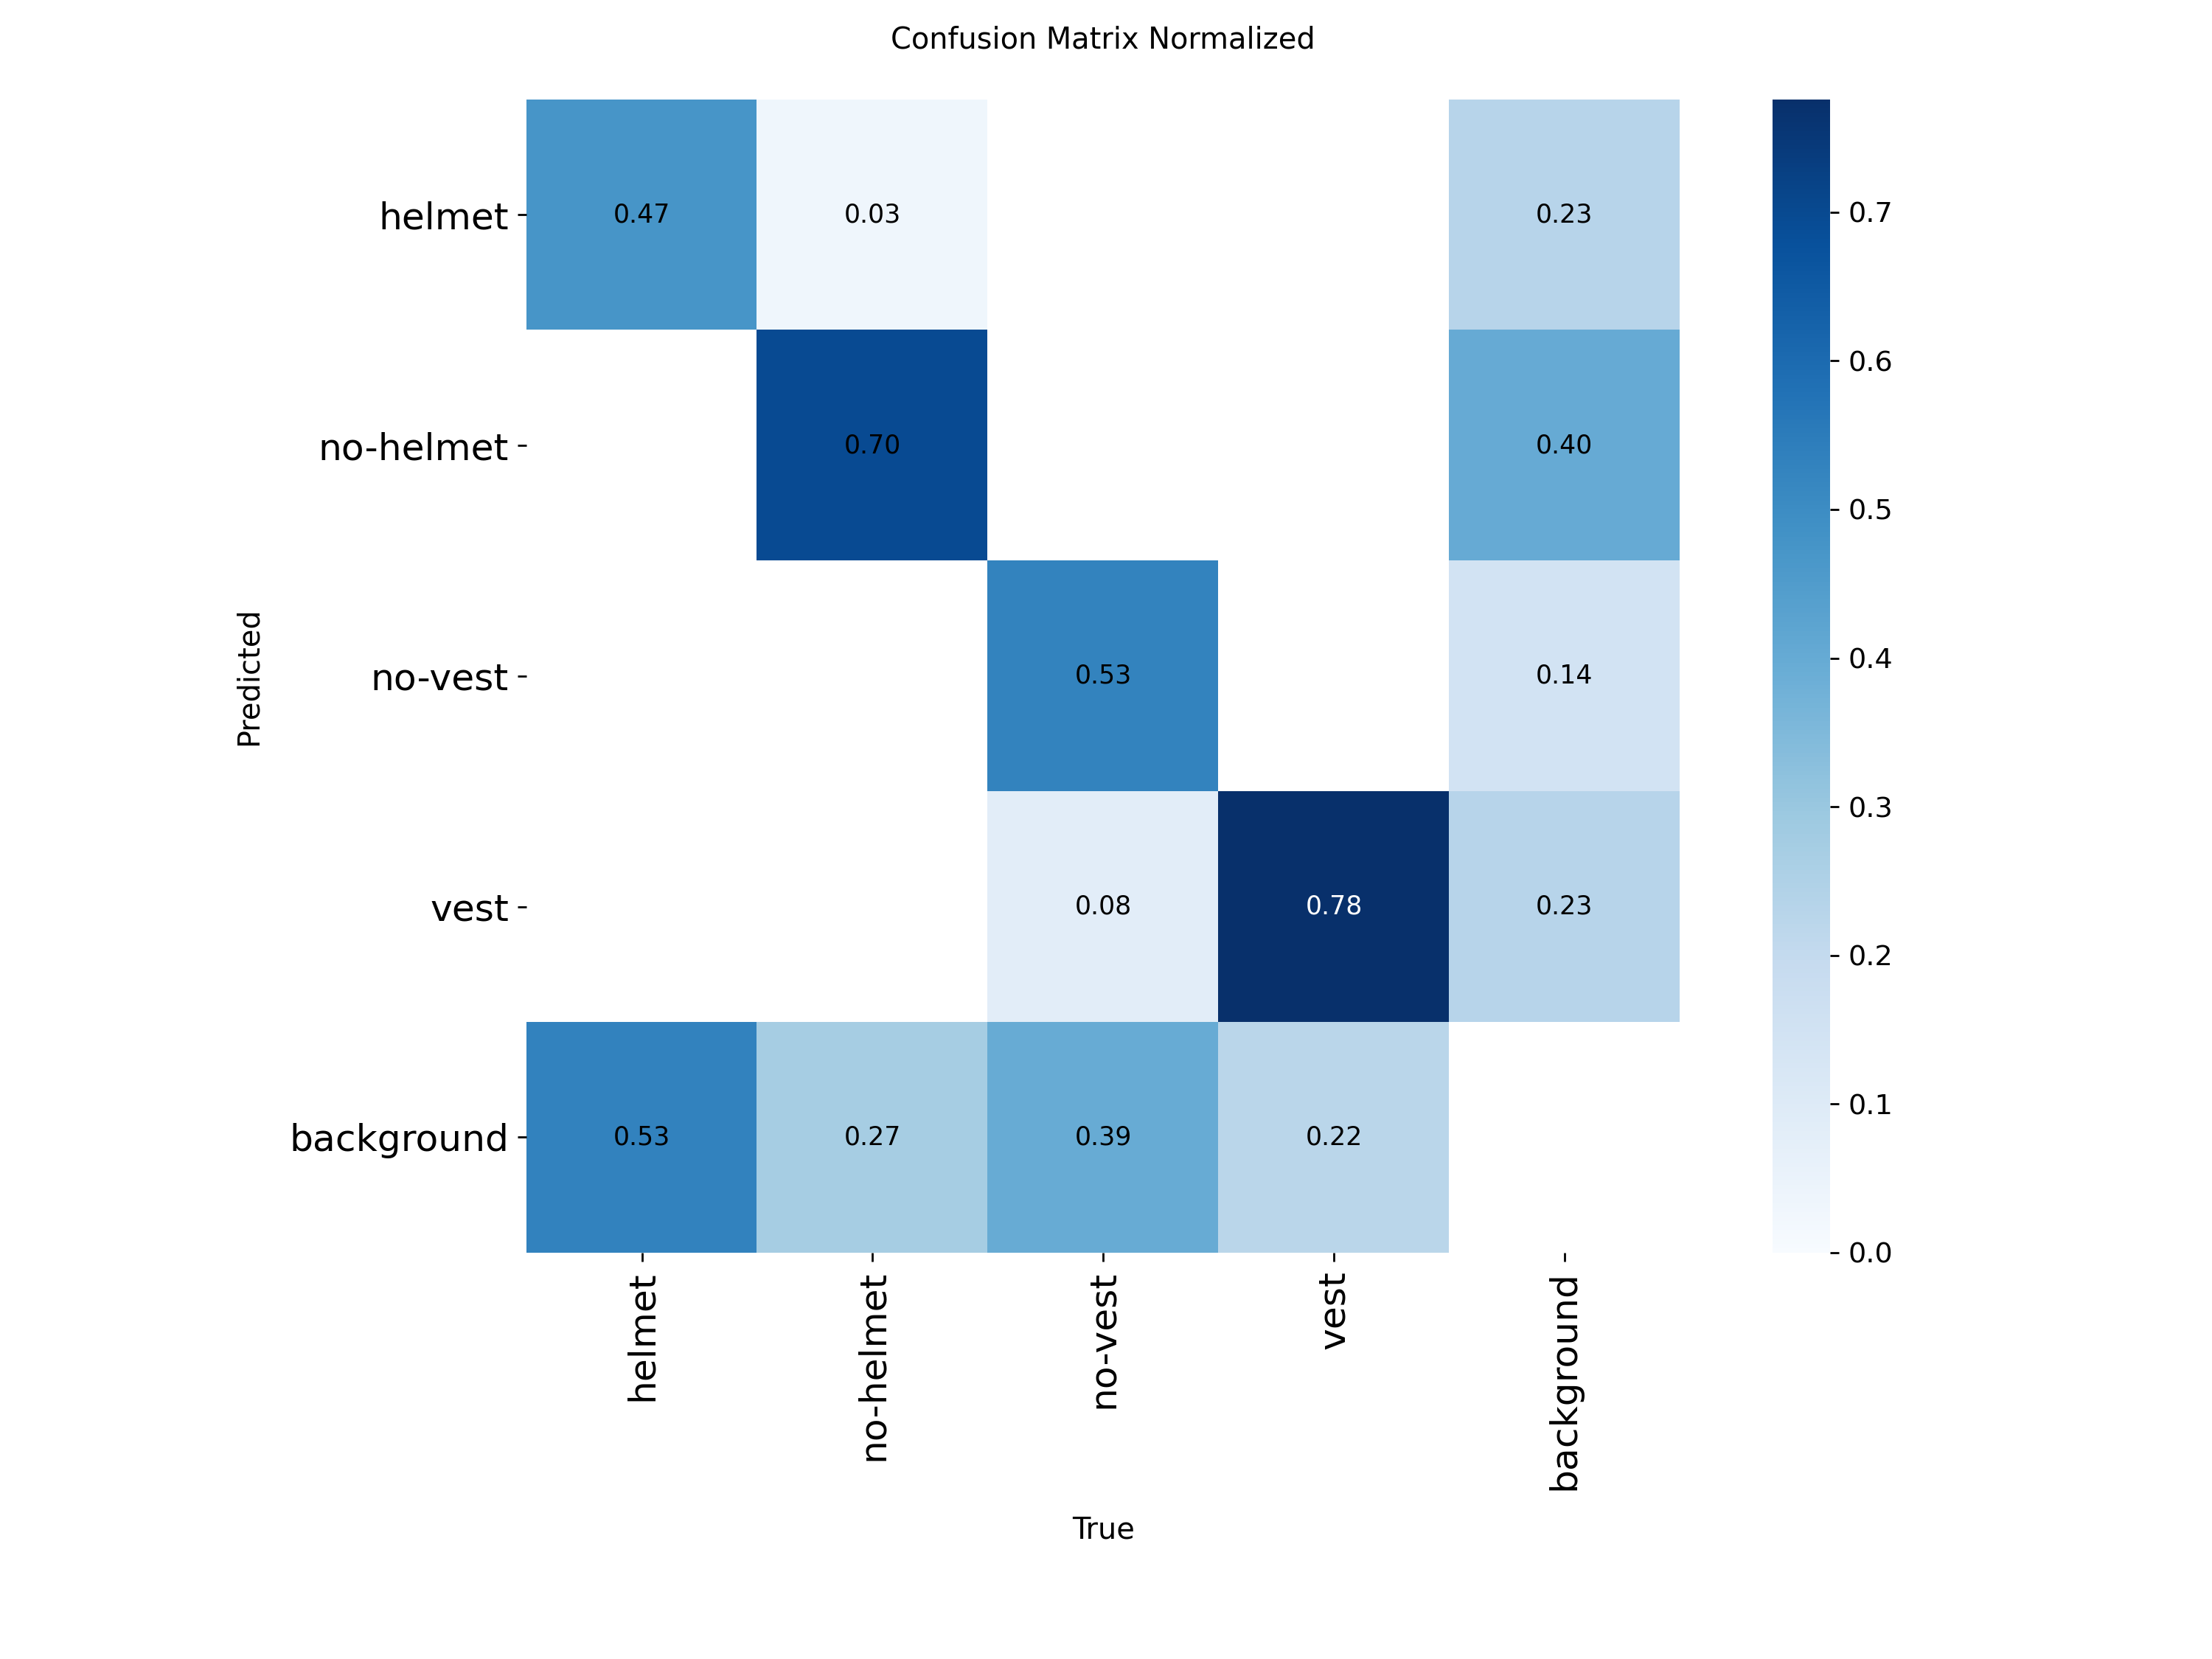 Confusion Matrix Normalized
helmet
0.47 0.03 0.23
no-helmet
0.70 0.40
no-vest
0.53 0.14
vest
0.08 0.78 0.23
background
0.53 0.27 0.39 0.22
Predicted
helmet no-helmet no-vest vest background
True
0.7
0.6
0.5
0.4
0.3
0.2
0.1
0.0